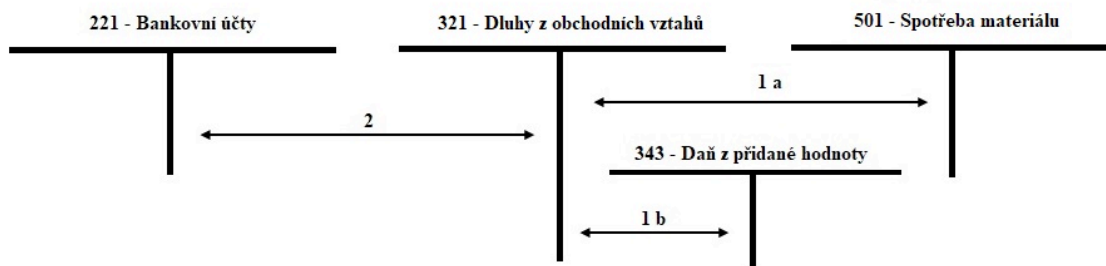 221 - Bankovní účty
321 - Dluhy z obchodních vztahů
501 - Spotřeba materiálu
1 a
2
343 - Daň z přidané hodnoty
1 b